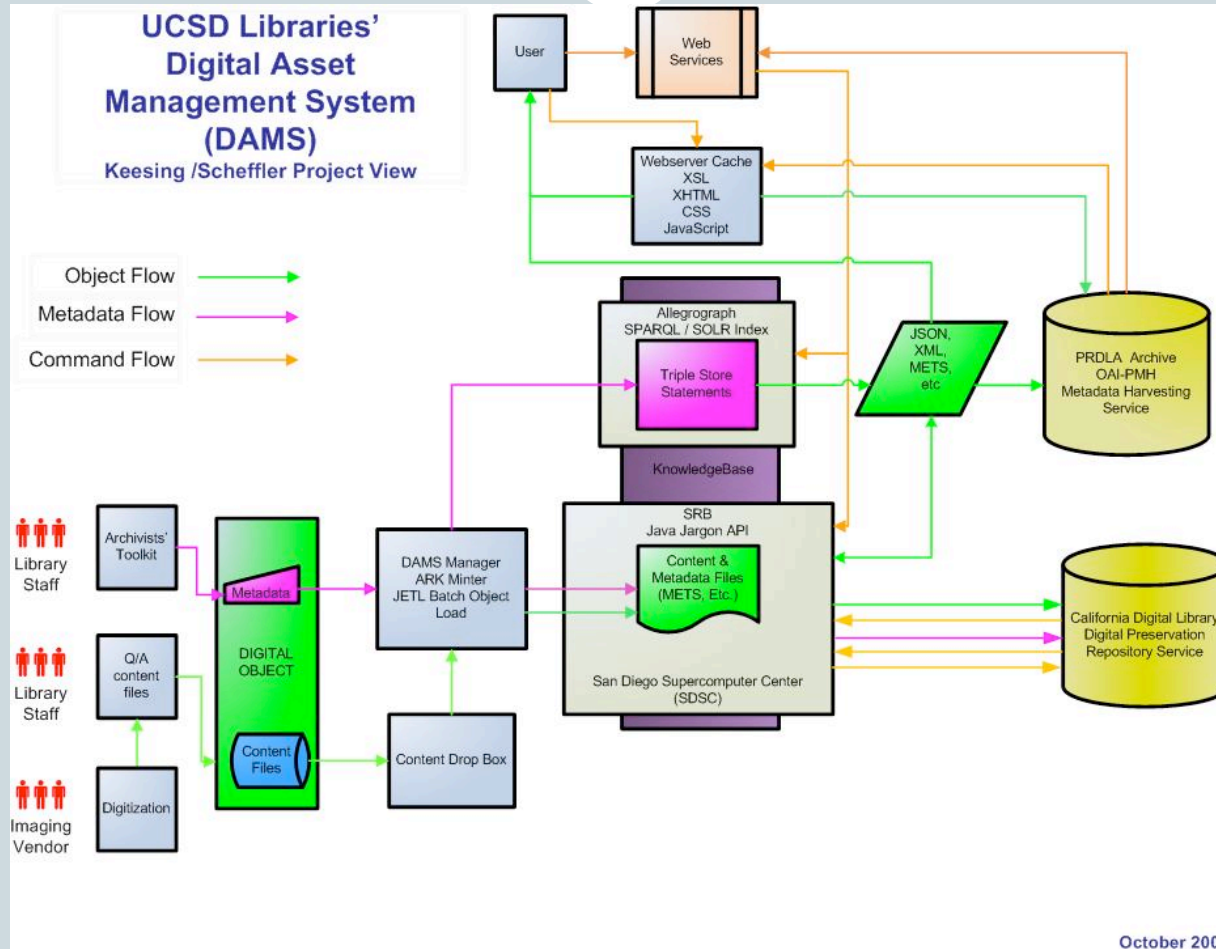 UCSD Libraries'
Digital Asset
Management System
(DAMS)
Keesing /Scheffler Project View
User
Web
Services
Webserver Cache
XSL
XHTML
CSS
JavaScript
Object Flow
Metadata Flow
Command Flow
Allegrograph
SPARQL / SOLR Index
Triple Store
Statements
JSON,
XML,
METS,
etc
PRDLA Archive
OAI-PMH
Metadata Harvesting
Service
KnowledgeBase
Library
Staff
Archivists'
Toolkit
Metadata
DIGITAL
OBJECT
Content
Files
DAMS Manager
ARK Minter
JETL Batch Object
Load
SRB
Java Jargon API
Content &
Metadata Files
(METS, Etc.)
San Diego Supercomputer Center
(SDSC)
California Digital Library
Digital Preservation
Repository Service
Library
Staff
Q/A
content
files
Content Drop Box
Imaging
Vendor
Digitization
October 200